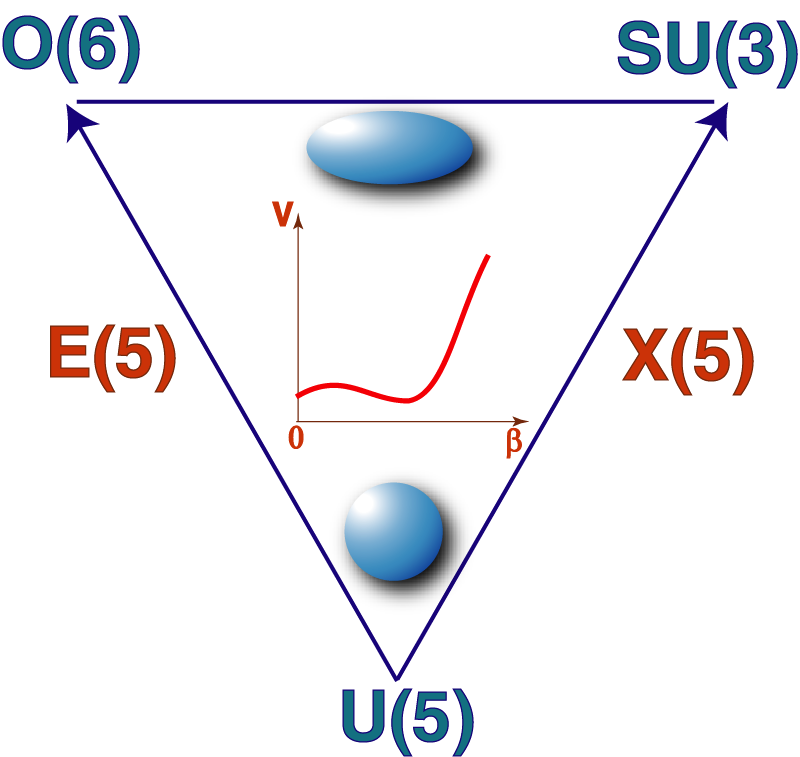 O(6)
SU(3)
V
E(5)
X(5)
0
β
U(5)